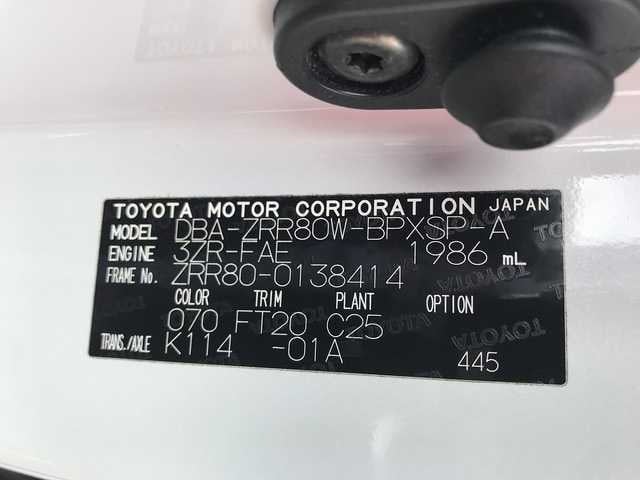 TOYOTA MOTOR CORPORATION JAPAN
MODEL DBA-ZRR80W-BPXSP-A
ENGINE 3ZR-FAE 1986 mL
FRAME No. ZRR80-0138414
COLOR TRIM PLANT OPTION
070 FT20 C25
TRANS./AXLE K114 -01A
445